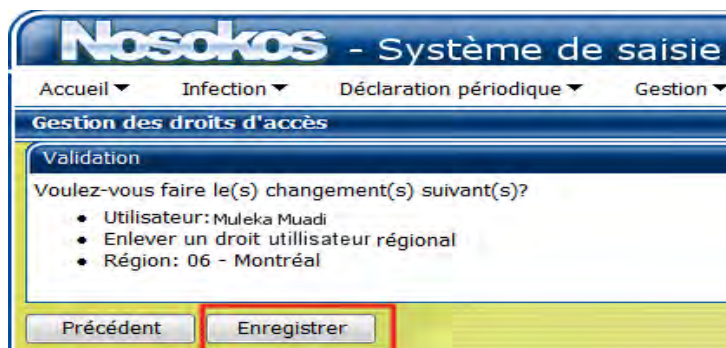 Nosokos - Système de saisie
Accueil▼ Infection▼ Déclaration périodique▼ Gestion▼
Gestion des droits d'accès
Validation
Voulez-vous faire le(s) changement(s) suivant(s)?
• Utilisateur: Muleka Muadi
• Enlever un droit utillisateur régional
• Région: 06 - Montréal
Précédent Enregistrer